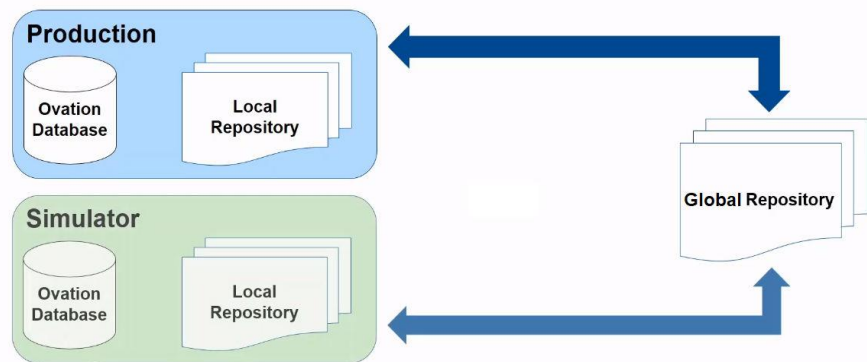 Production
Ovation
Database
Local
Repository
Global Repository
Simulator
Ovation
Database
Local
Repository